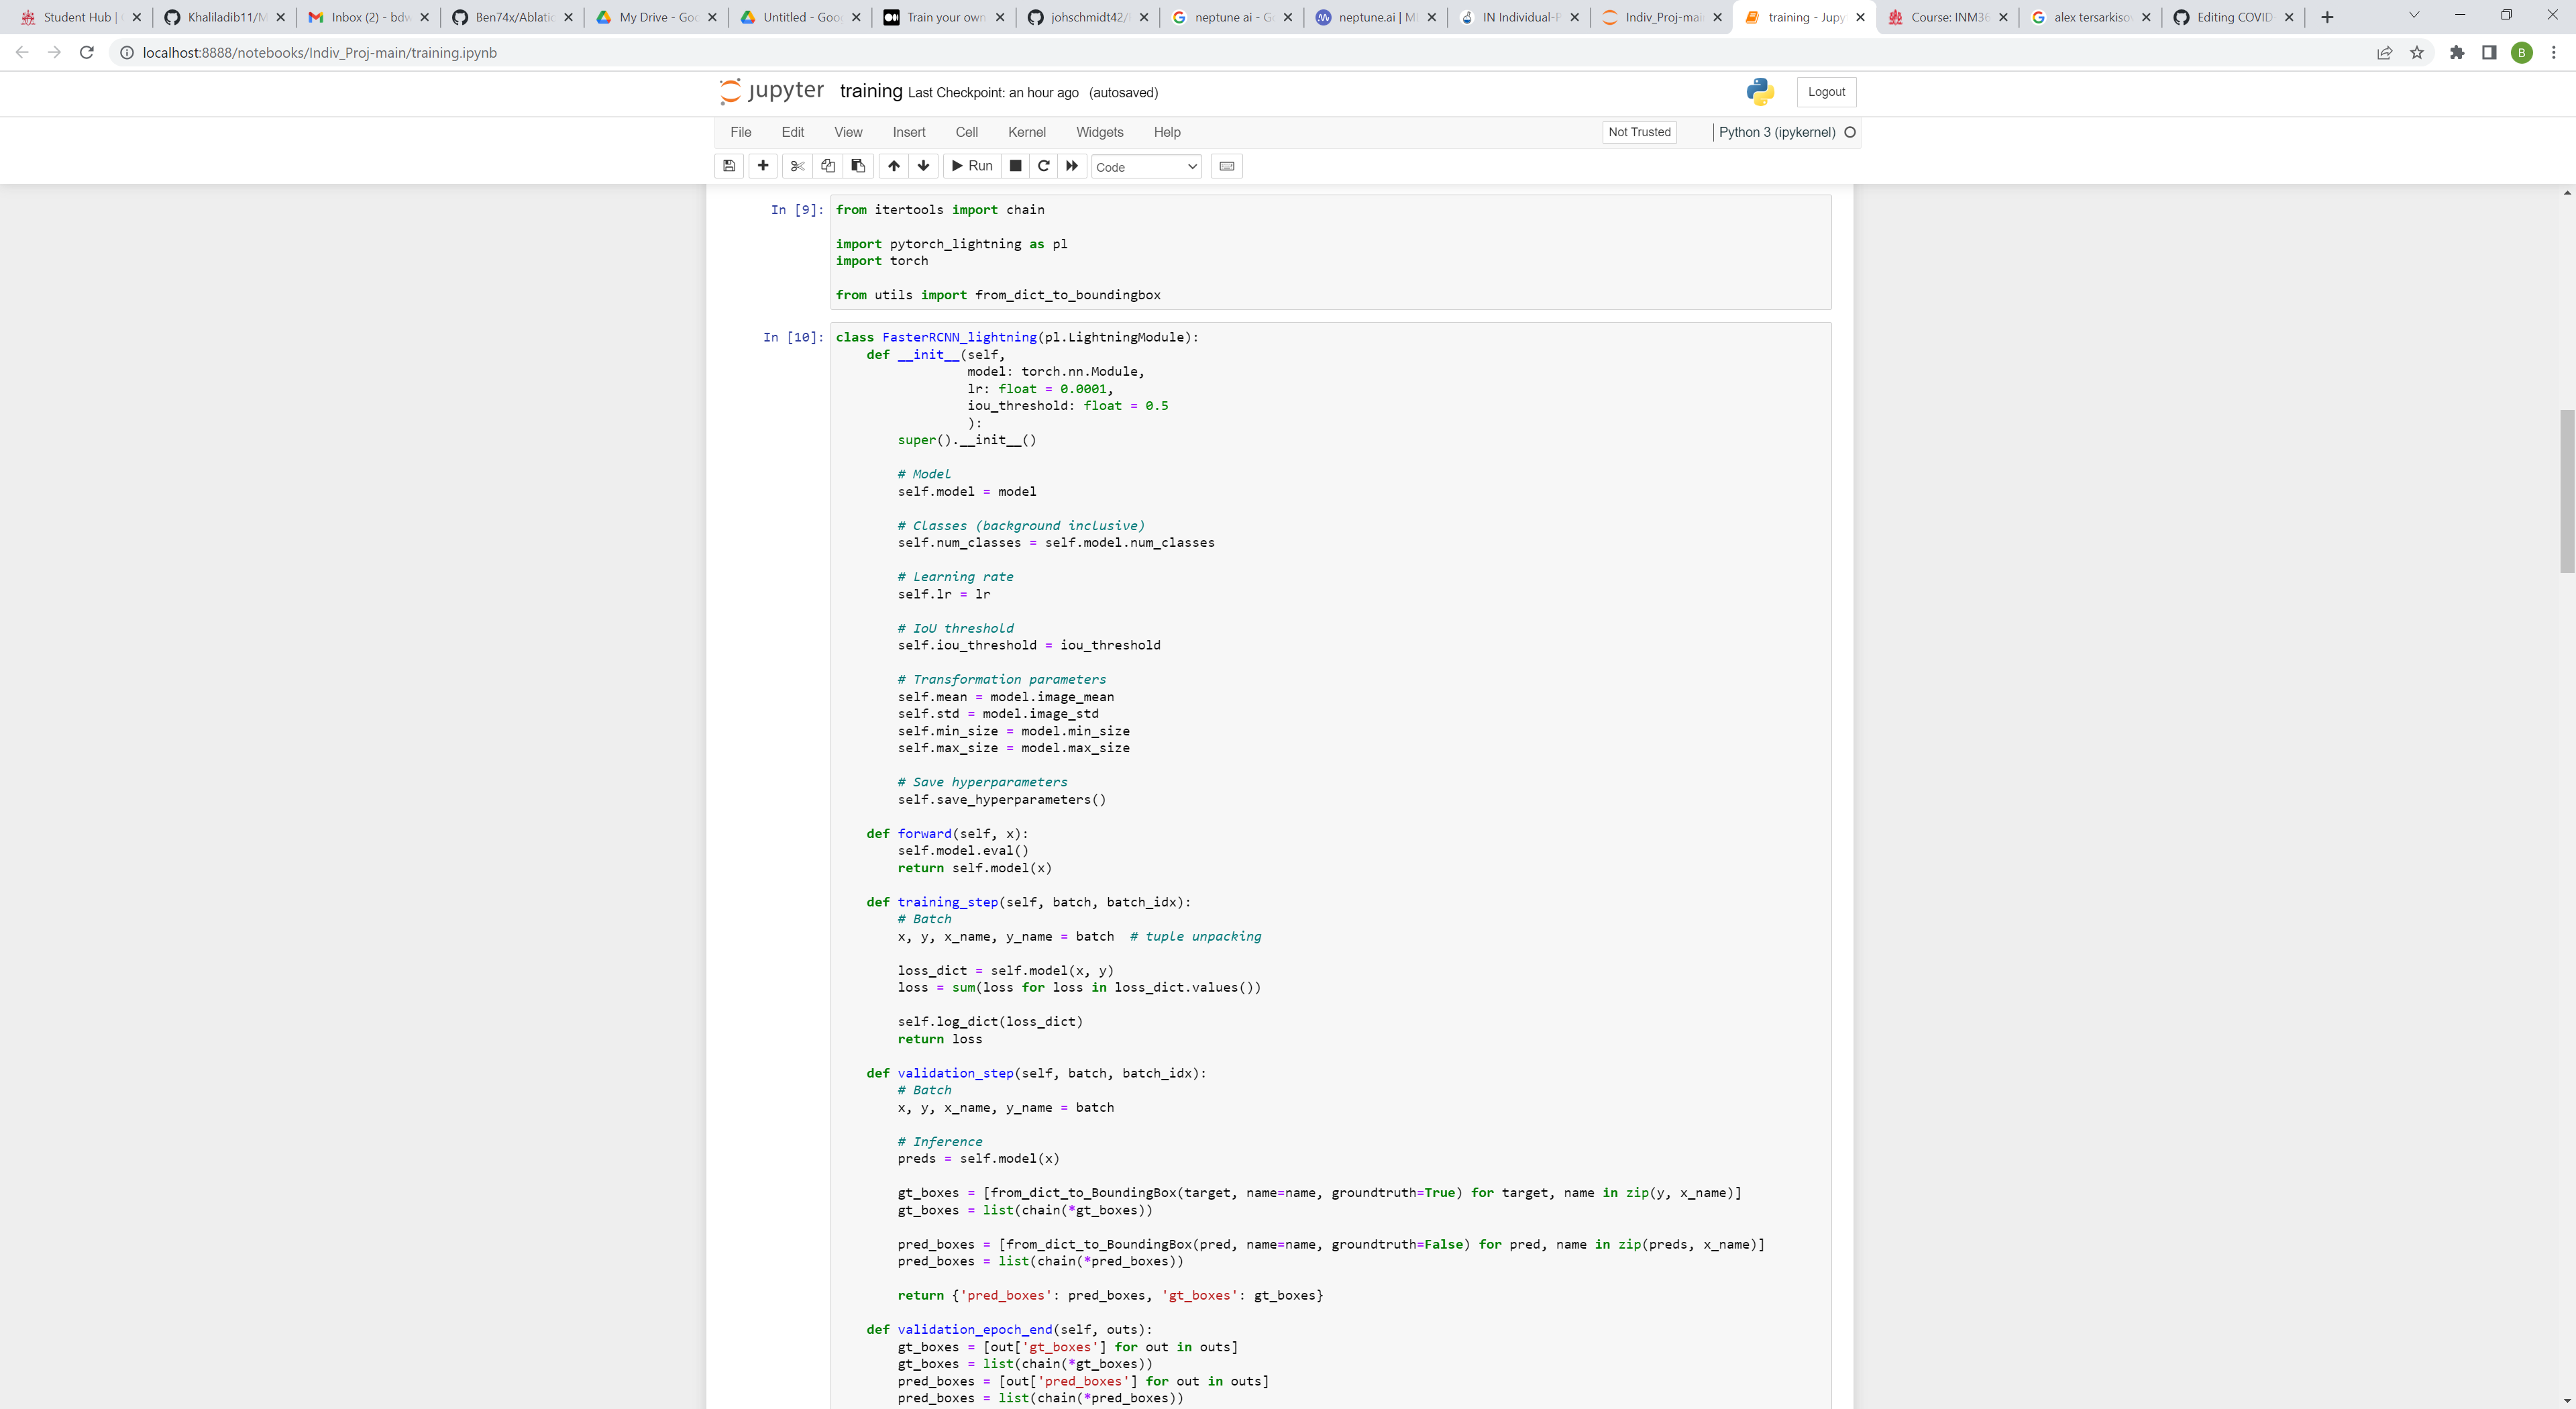 Student Hub |
Khaliladib11/M
Inbox (2) - bdw
Ben74x/Ablatio
My Drive - Goo
Untitled - Goo
Train your own
johschmidt42/
neptune ai - G
neptune.ai | M
IN Individual-P
Indiv_Proj-mai
training - Jupy
Course: INM36
alex tersarkiso
Editing COVID
localhost:8888/notebooks/Indiv_Proj-main/training.ipynb
B
jupyter training Last Checkpoint: an hour ago (autosaved)
Logout
File Edit View Insert Cell Kernel Widgets Help
Not Trusted
Python 3 (ipykernel)
Run
Code
In [9]:
from itertools import chain
import pytorch_lightning as pl
import torch
from utils import from_dict_to_boundingbox
In [10]:
class FasterRCNN_lightning(pl.LightningModule):
def __init__(self,
model: torch.nn.Module,
lr: float = 0.0001,
iou_threshold: float = 0.5
):
super().__init__()
# Model
self.model = model
# Classes (background inclusive)
self.num_classes = self.model.num_classes
# Learning rate
self.lr = lr
# IoU threshold
self.iou_threshold = iou_threshold
# Transformation parameters
self.mean = model.image_mean
self.std = model.image_std
self.min_size = model.min_size
self.max_size = model.max_size
# Save hyperparameters
self.save_hyperparameters()
def forward(self, x):
self.model.eval()
return self.model(x)
def training_step(self, batch, batch_idx):
# Batch
x, y, x_name, y_name = batch  # tuple unpacking
loss_dict = self.model(x, y)
loss = sum(loss for loss in loss_dict.values())
self.log_dict(loss_dict)
return loss
def validation_step(self, batch, batch_idx):
# Batch
x, y, x_name, y_name = batch
# Inference
preds = self.model(x)
gt_boxes = [from_dict_to_BoundingBox(target, name=name, groundtruth=True) for target, name in zip(y, x_name)]
gt_boxes = list(chain(*gt_boxes))
pred_boxes = [from_dict_to_BoundingBox(pred, name=name, groundtruth=False) for pred, name in zip(preds, x_name)]
pred_boxes = list(chain(*pred_boxes))
return {'pred_boxes': pred_boxes, 'gt_boxes': gt_boxes}
def validation_epoch_end(self, outs):
gt_boxes = [out['gt_boxes'] for out in outs]
gt_boxes = list(chain(*gt_boxes))
pred_boxes = [out['pred_boxes'] for out in outs]
pred_boxes = list(chain(*pred_boxes))